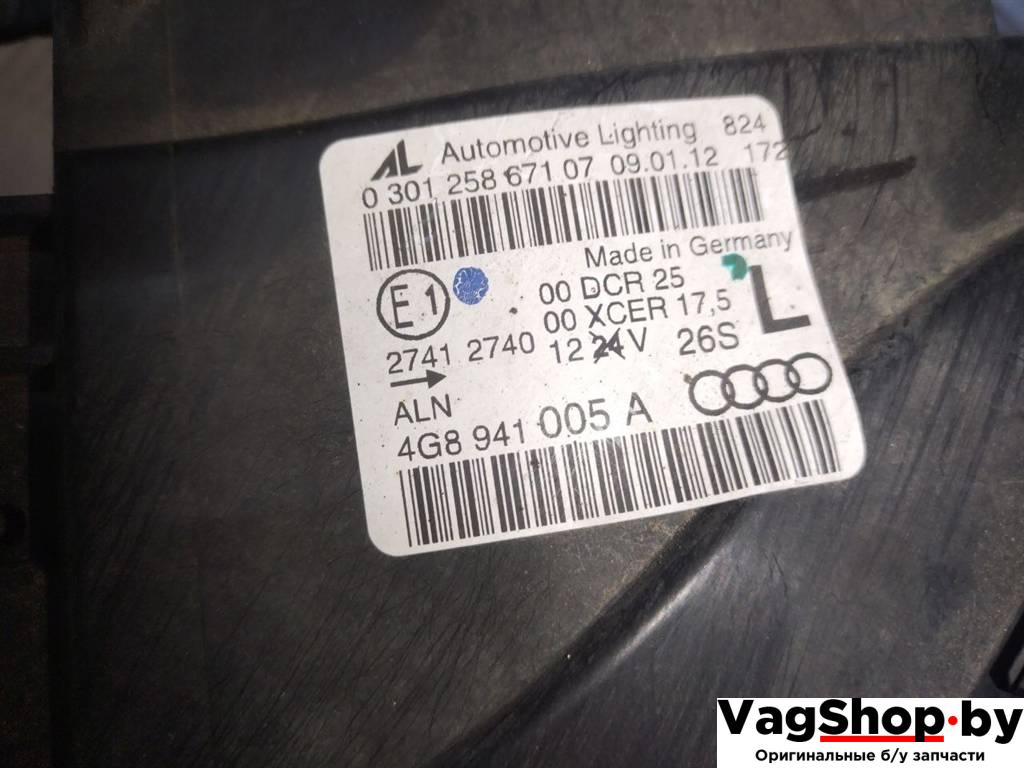 AL Automotive Lighting 824
0 301 258 671 07 09.01.12 172
Made in Germany
E1 00 DCR 25 L
00 XCER 17,5
2741 2740 12 24 V 26S
ALN
4G8 941 005 A
VagShop.by
Оригинальные б/у запчасти